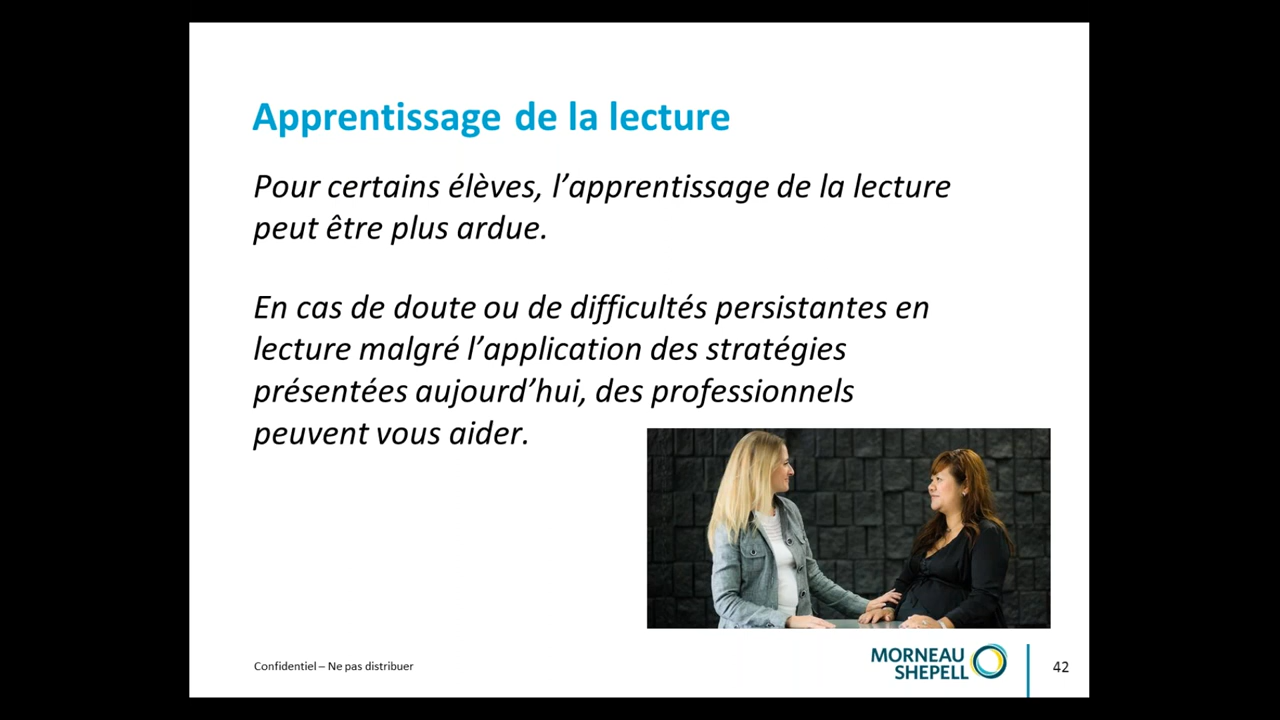 Apprentissage de la lecture
Pour certains élèves, l’apprentissage de la lecture
peut être plus ardue.
En cas de doute ou de difficultés persistantes en
lecture malgré l’application des stratégies
présentées aujourd’hui, des professionnels
peuvent vous aider.
Confidentiel – Ne pas distribuer
MORNEAU
SHEPELL
42